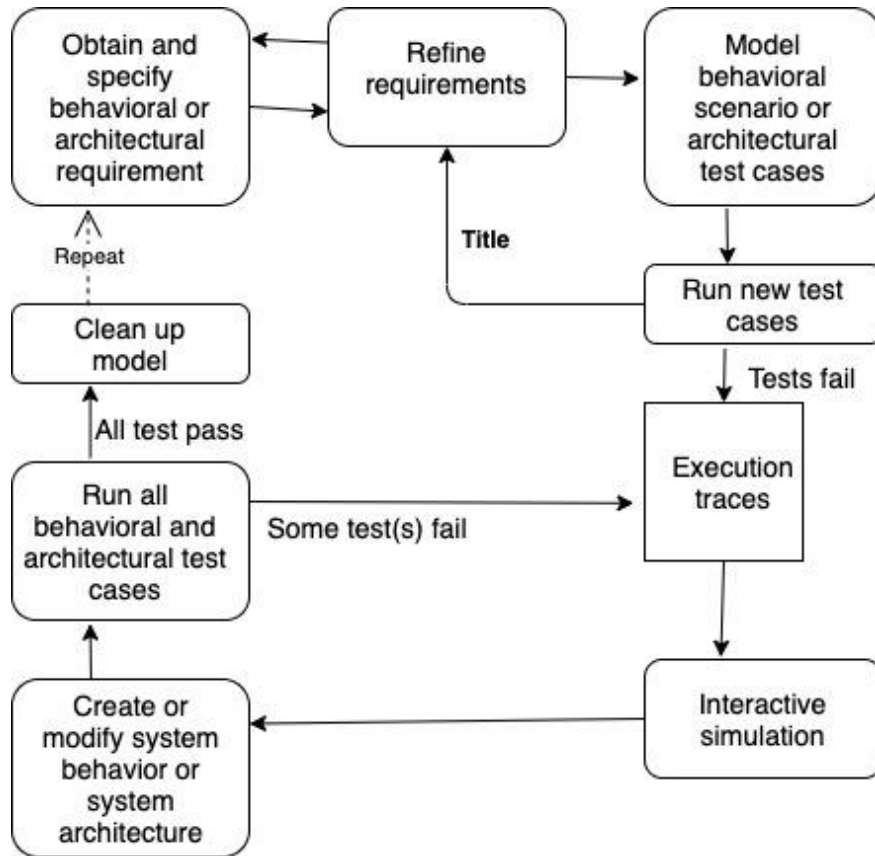 Obtain and
specify
behavioral or
architectural
requirement
Refine
requirements
Model
behavioral
scenario or
architectural
test cases
Title
Repeat
Run new test
cases
Clean up
model
Tests fail
All test pass
Execution
traces
Run all
behavioral and
architectural test
cases
Some test(s) fail
Create or
modify system
behavior or
system
architecture
Interactive
simulation